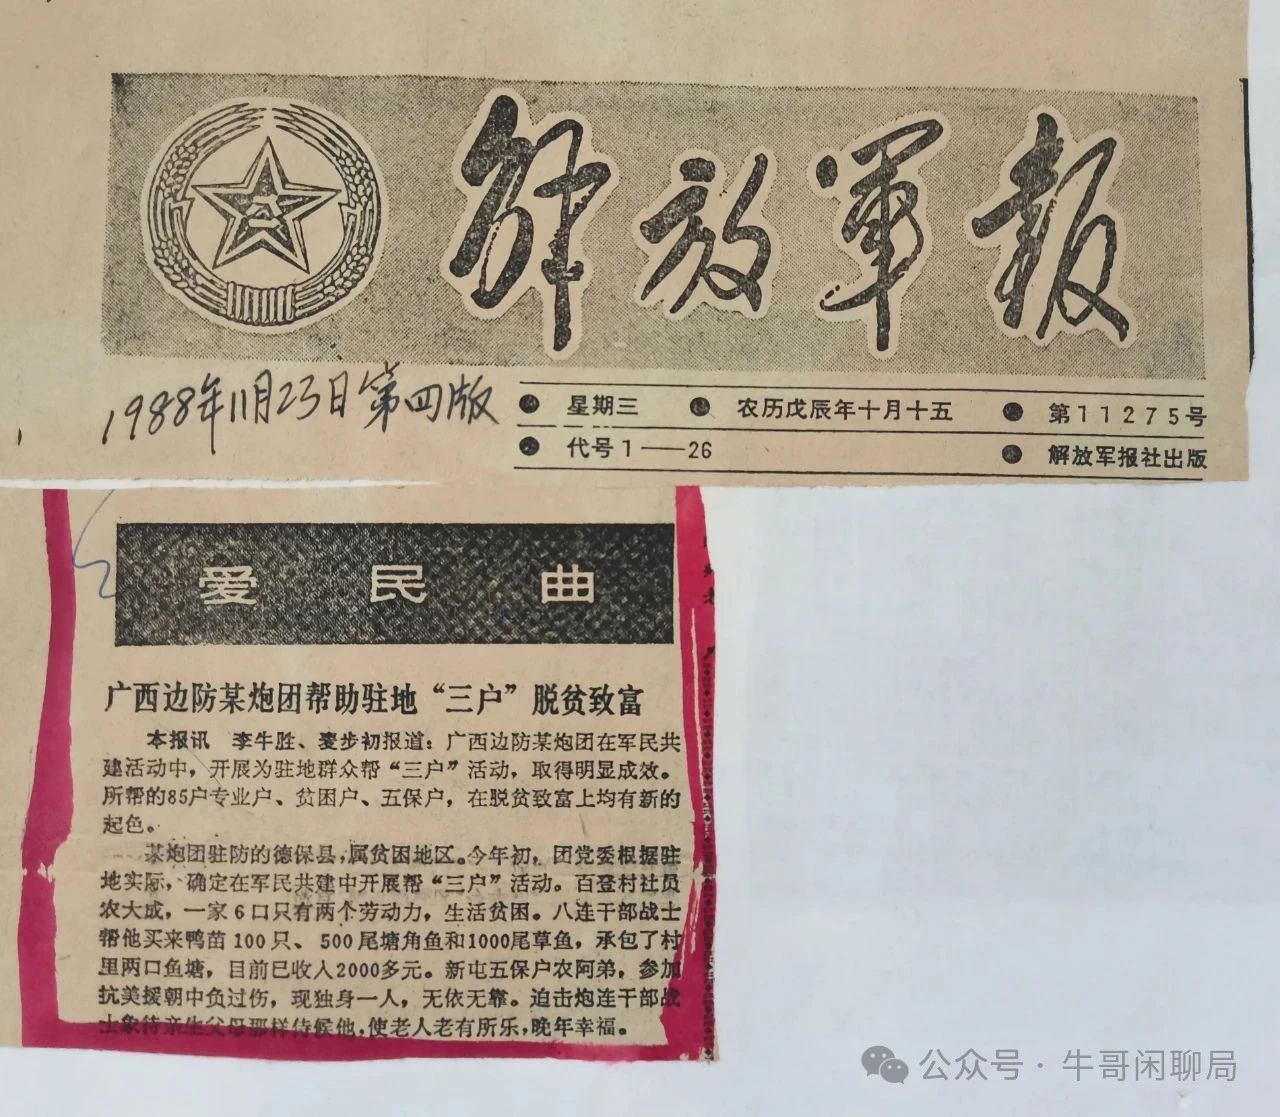 解放军报
1988年11月23日第四版
● 星期三 ● 农历戊辰年十月十五 ● 第11275号
● 代号1——26 ● 解放军报社出版
爱民曲
广西边防某炮团帮助驻地“三户”脱贫致富
本报讯 李牛胜、麦步初报道：广西边防某炮团在军民共
建活动中，开展为驻地群众帮“三户”活动，取得明显成效。
所帮的85户专业户、贫困户、五保户，在脱贫致富上均有新的
起色。
某炮团驻防的德保县，属贫困地区。今年初，团党委根据驻
地实际，确定在军民共建中开展帮“三户”活动。百登村社员
农大成，一家6口只有两个劳动力，生活贫困。八连干部战士
帮他买来鸭苗100只、500尾塘角鱼和1000尾草鱼，承包了村
里两口鱼塘，目前已收入2000多元。新屯五保户农阿弟，参加
抗美援朝中负过伤，现独身一人，无依无靠。迫击炮连干部战
士象待亲生父母那样侍候他，使老人老有所乐，晚年幸福。
公众号·牛哥闲聊局